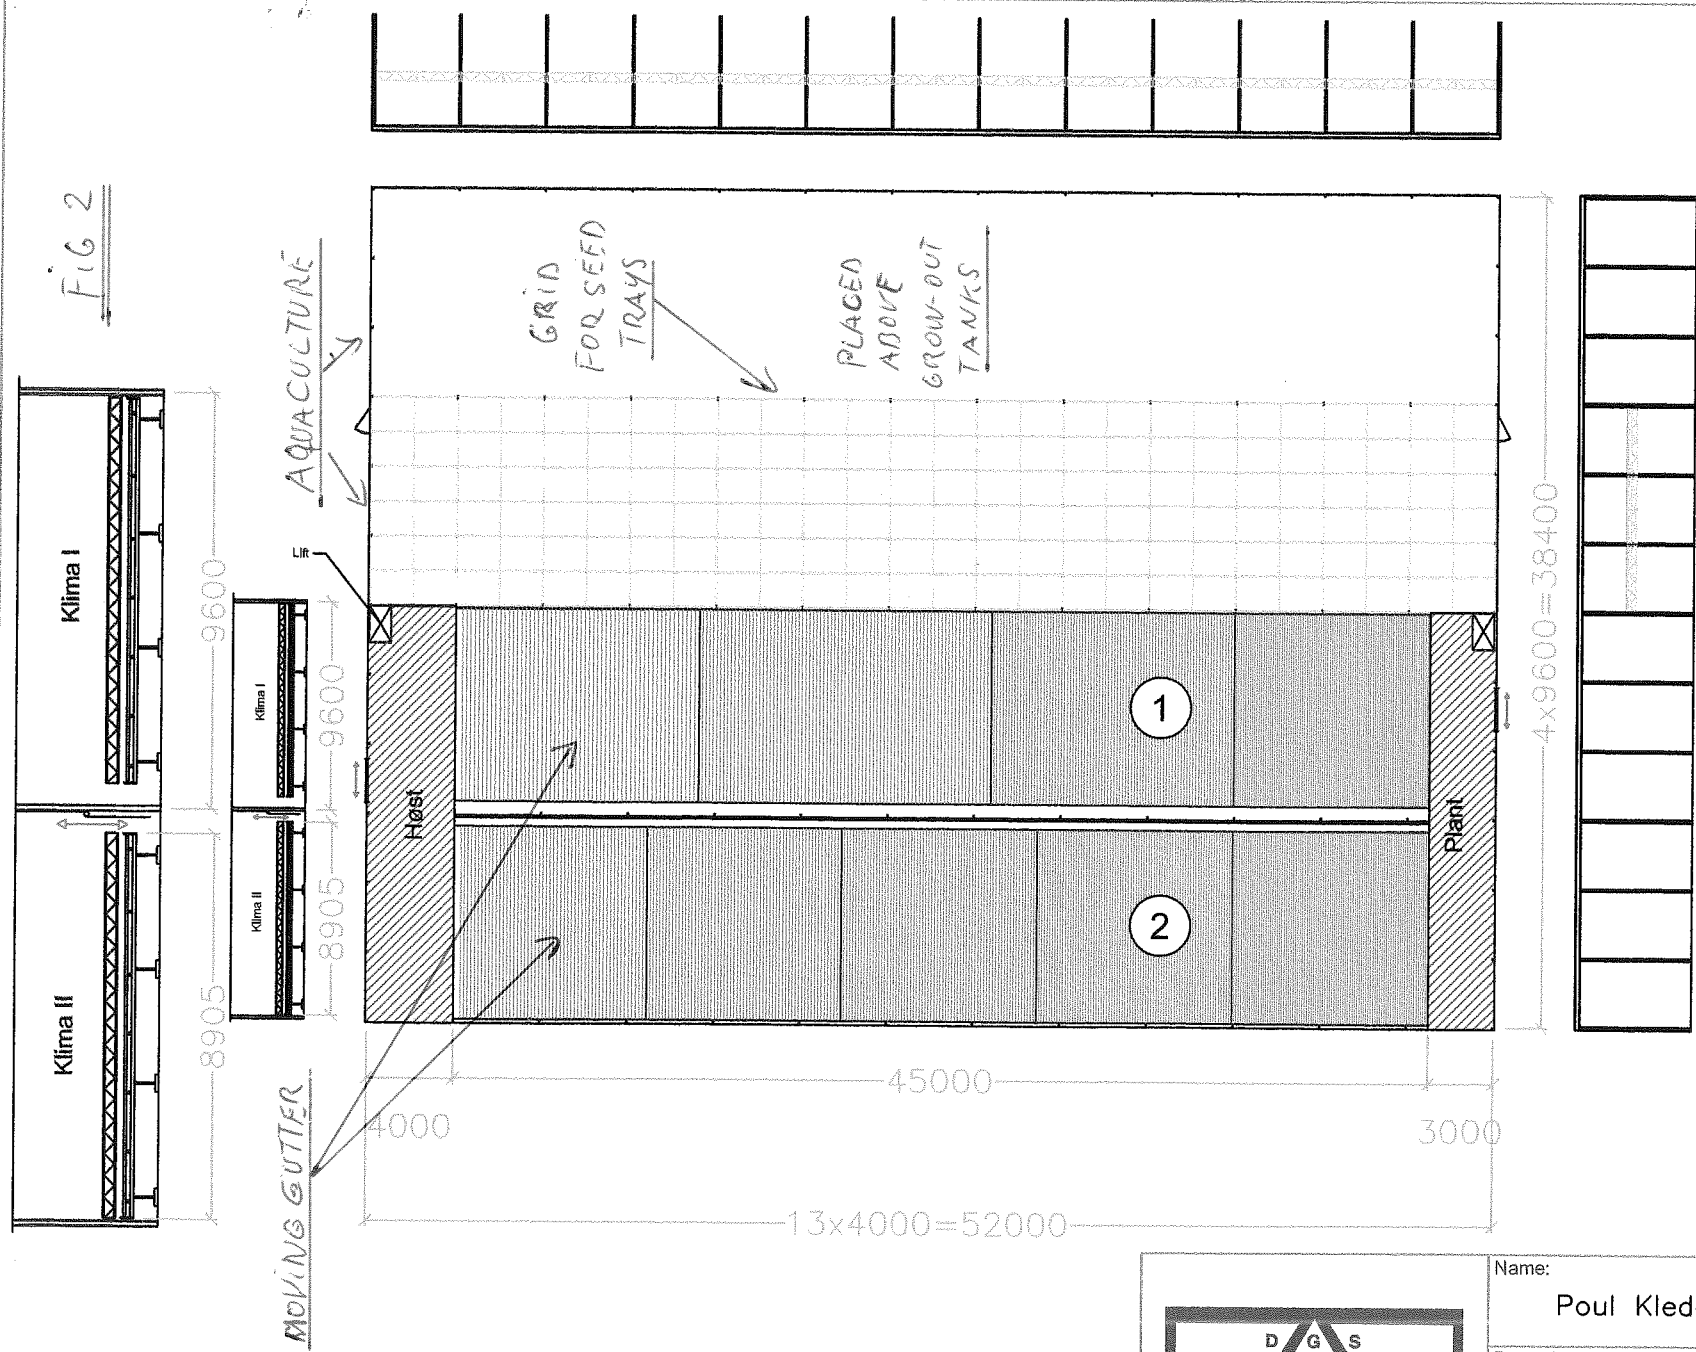 FIG 2
AQUACULTURE
GRID
FOR SEED
TRAYS
PLACED
ABOVE
GROW-OUT
TANKS
Klima I
9600
Klima II
8905
Klima I
9600
Klima II
8905
Lift
Høst
1
2
Plant
4x9600=38400
45000
4000
3000
13x4000=52000
MOVING GUTTER
Name:
Poul Kled
D G S